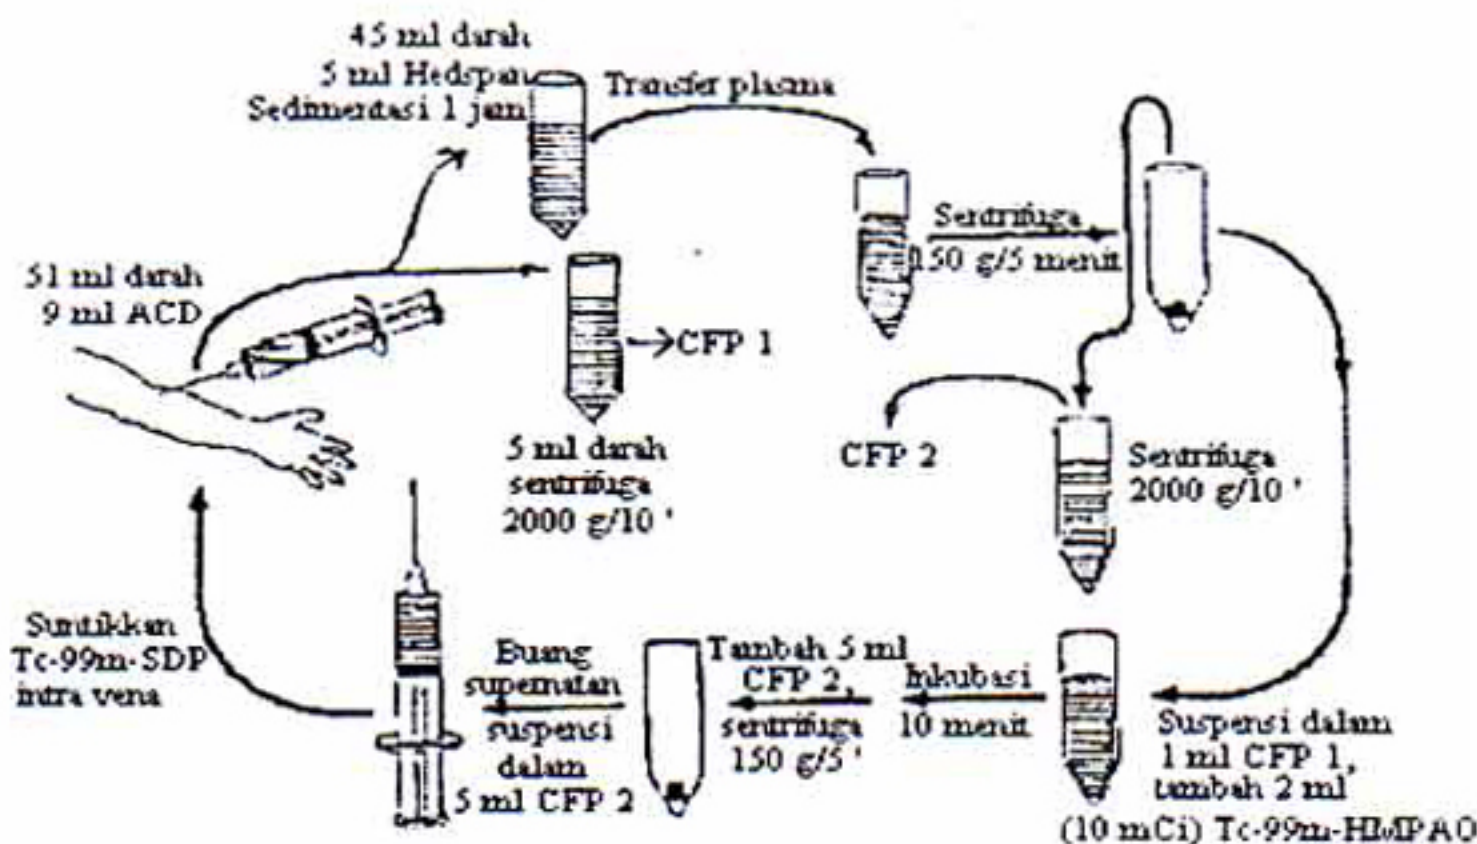 45 ml darah
5 ml Hedspan
Sedimentasi 1 jam
Transfer plasma
51 ml darah
9 ml ACD
CFP 1
5 ml darah
sentrifuga
2000 g/10 '
Sentrifuga
150 g/5 menit
CFP 2
Sentrifuga
2000 g/10 '
Suspensi dalam
1 ml CFP 1,
tambah 2 ml
(10 mCi) Tc-99m-HMPAO
Inkubasi
10 menit
Tambah 5 ml
CFP 2,
sentrifuga
150 g/5 '
Buang
supernatan
suspensi
dalam
5 ml CFP 2
Suntikkan
Tc-99m-SDP
intra vena